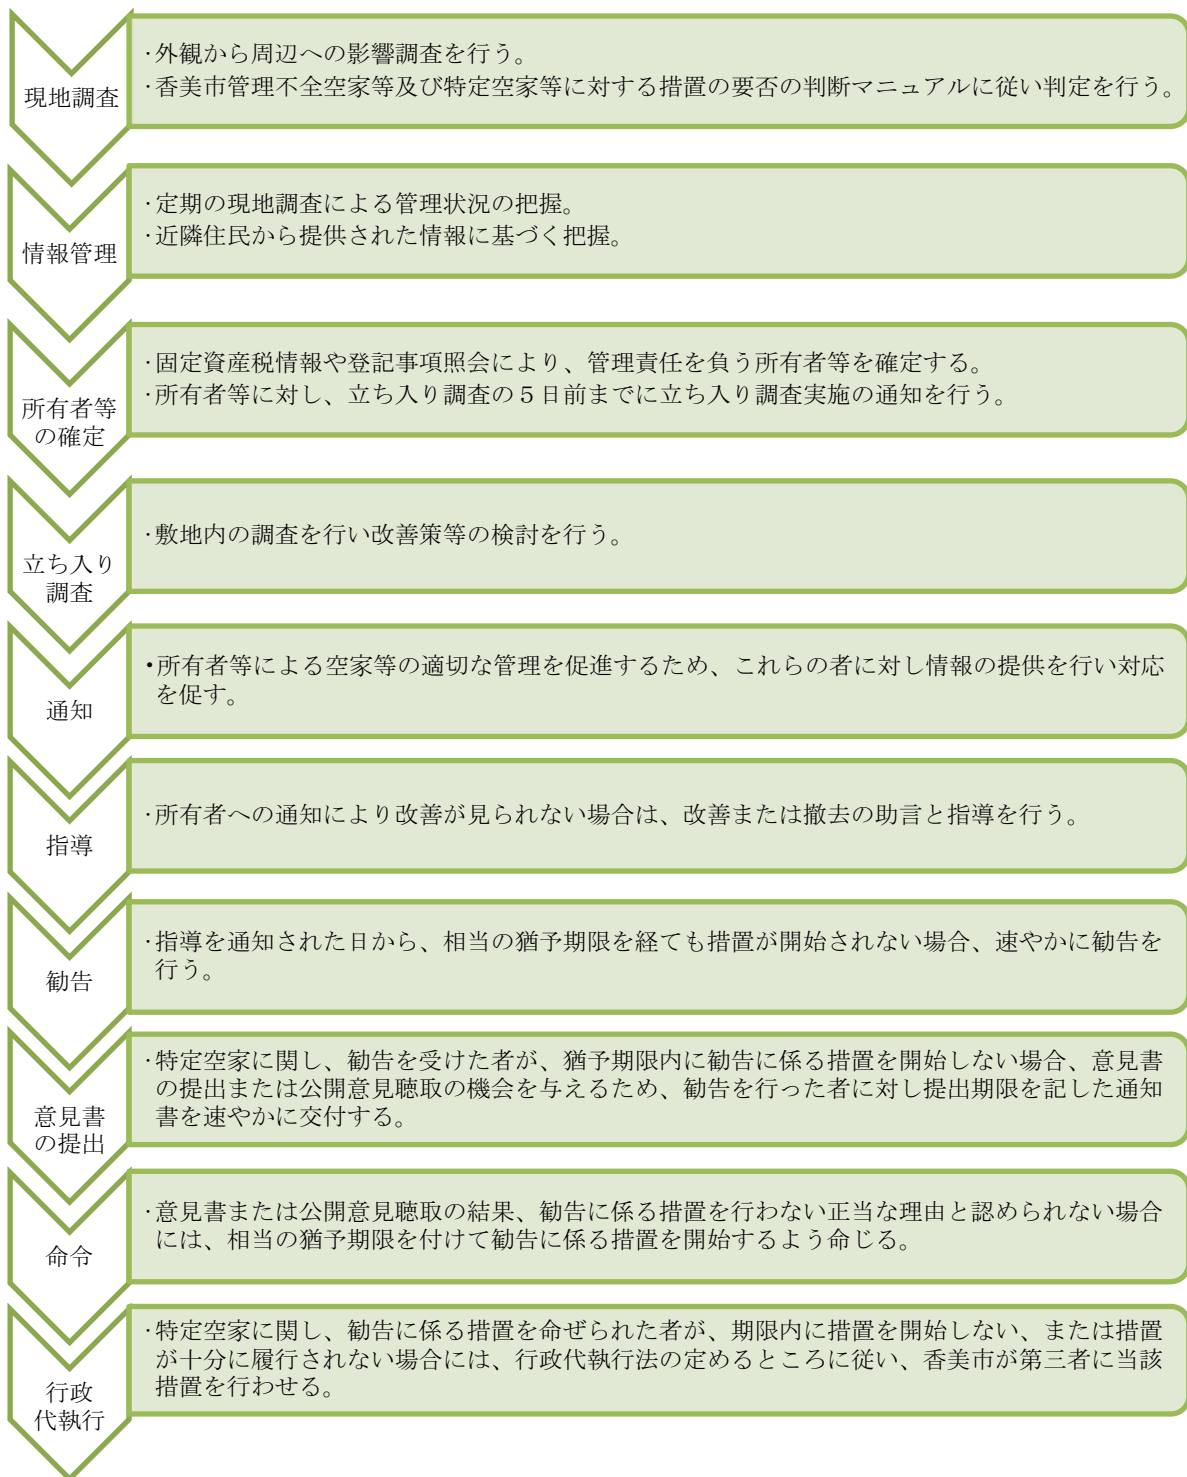 現地調査
・外観から周辺への影響調査を行う。
・香美市管理不全空家等及び特定空家等に対する措置の要否の判断マニュアルに従い判定を行う。
情報管理
・定期の現地調査による管理状況の把握。
・近隣住民から提供された情報に基づく把握。
所有者等
の確定
・固定資産税情報や登記事項照会により、管理責任を負う所有者等を確定する。
・所有者等に対し、立ち入り調査の５日前までに立ち入り調査実施の通知を行う。
立ち入り
調査
・敷地内の調査を行い改善策等の検討を行う。
通知
・所有者等による空家等の適切な管理を促進するため、これらの者に対し情報の提供を行い対応
を促す。
指導
・所有者への通知により改善が見られない場合は、改善または撤去の助言と指導を行う。
勧告
・指導を通知された日から、相当の猶予期限を経ても措置が開始されない場合、速やかに勧告を
行う。
意見書
の提出
・特定空家に関し、勧告を受けた者が、猶予期限内に勧告に係る措置を開始しない場合、意見書
の提出または公開意見聴取の機会を与えるため、勧告を行った者に対し提出期限を記した通知
書を速やかに交付する。
命令
・意見書または公開意見聴取の結果、勧告に係る措置を行わない正当な理由と認められない場合
には、相当の猶予期限を付けて勧告に係る措置を開始するよう命じる。
行政
代執行
・特定空家に関し、勧告に係る措置を命ぜられた者が、期限内に措置を開始しない、または措置
が十分に履行されない場合には、行政代執行法の定めるところに従い、香美市が第三者に当該
措置を行わせる。